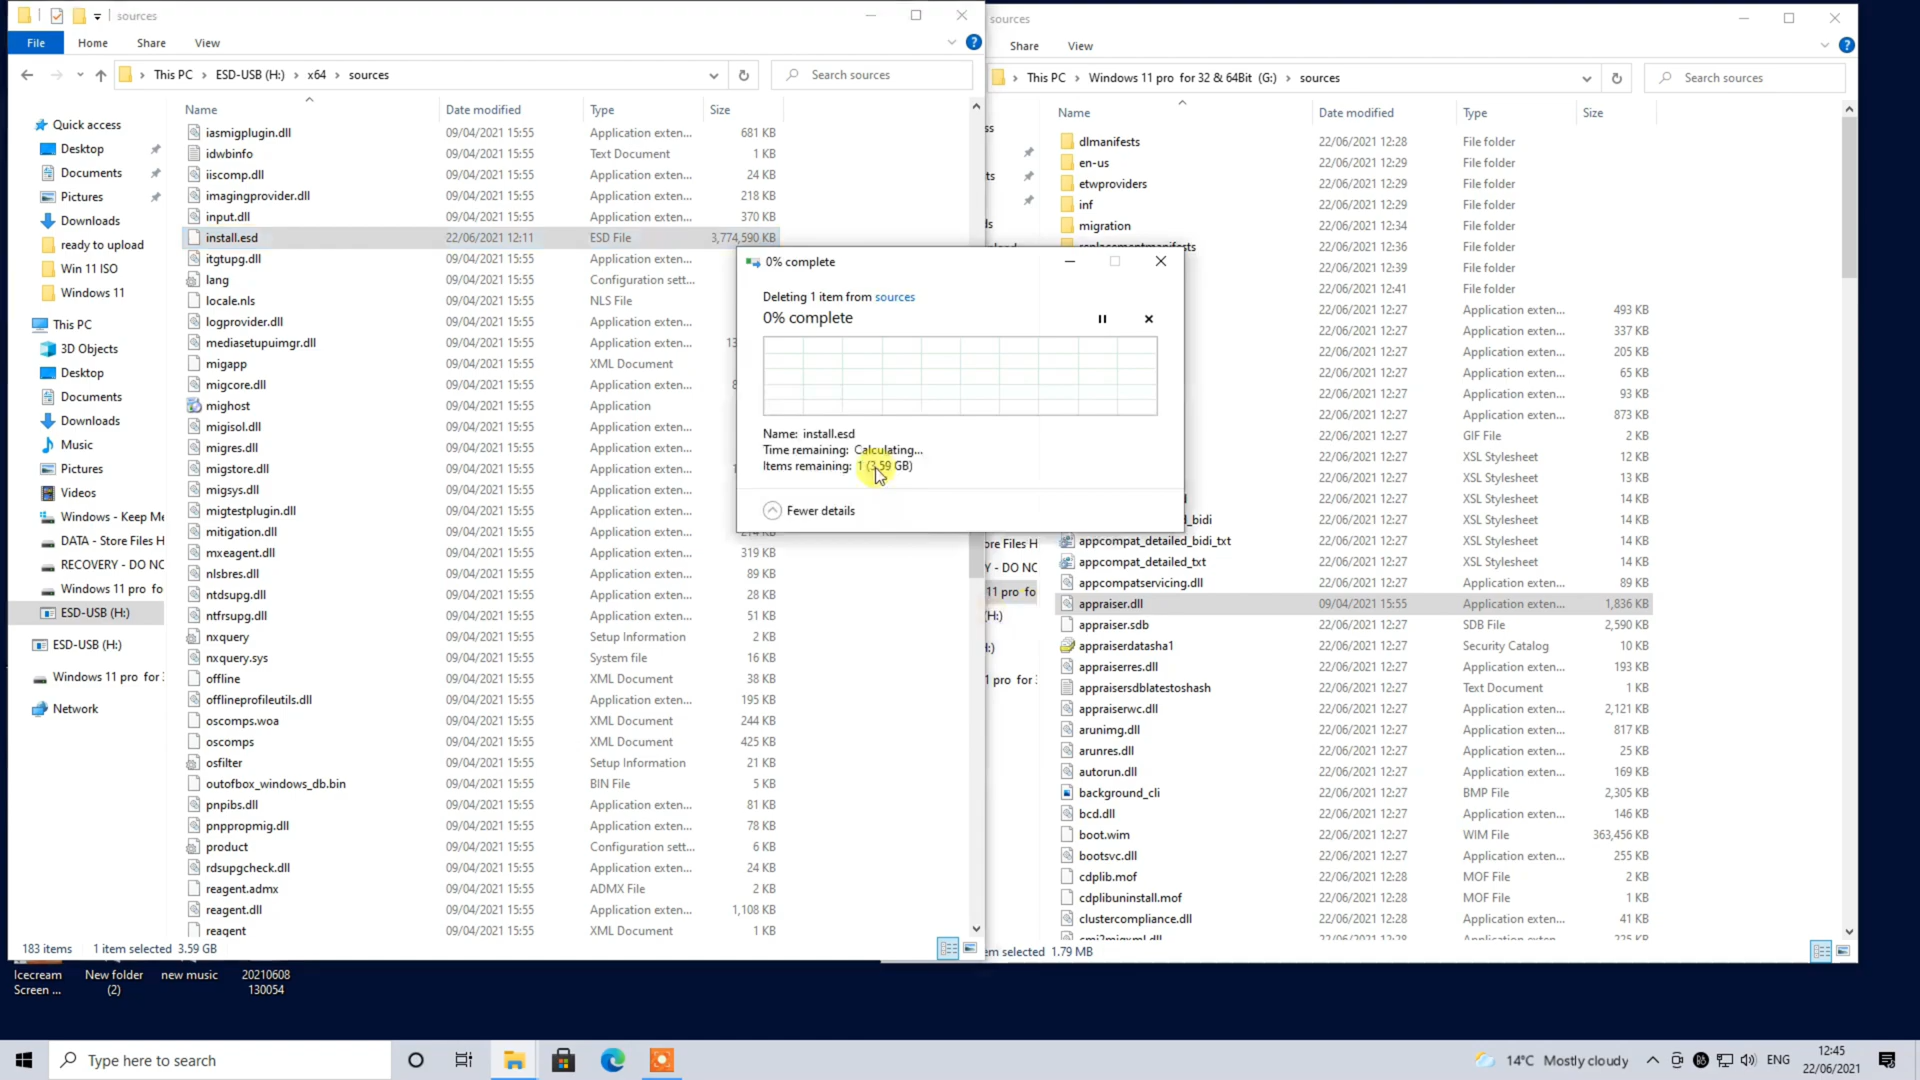 sources
File Home Share View
This PC > ESD-USB (H:) > x64 > sources
Search sources
Name Date modified Type Size
Quick access
Desktop
Documents
Pictures
Downloads
ready to upload
Win 11 ISO
Windows 11
This PC
3D Objects
Desktop
Documents
Downloads
Music
Pictures
Videos
Windows - Keep Me
DATA - Store Files H
RECOVERY - DO NC
Windows 11 pro fo
ESD-USB (H:)
ESD-USB (H:)
Windows 11 pro for
Network
iasmigplugin.dll 09/04/2021 15:55 Application exten... 681 KB
idwbinfo 09/04/2021 15:55 Text Document 1 KB
iiscomp.dll 09/04/2021 15:55 Application exten... 24 KB
imagingprovider.dll 09/04/2021 15:55 Application exten... 218 KB
input.dll 09/04/2021 15:55 Application exten... 370 KB
install.esd 22/06/2021 12:11 ESD File 3,774,590 KB
itgtupg.dll 09/04/2021 15:55 Application exten...
lang 09/04/2021 15:55 Configuration sett...
locale.nls 09/04/2021 15:55 NLS File
logprovider.dll 09/04/2021 15:55 Application exten...
mediasetupuimgr.dll 09/04/2021 15:55 Application exten... 13
migapp 09/04/2021 15:55 XML Document
migcore.dll 09/04/2021 15:55 Application exten... 8
mighost 09/04/2021 15:55 Application
migisol.dll 09/04/2021 15:55 Application exten...
migres.dll 09/04/2021 15:55 Application exten...
migstore.dll 09/04/2021 15:55 Application exten... 1
migsys.dll 09/04/2021 15:55 Application exten...
migtestplugin.dll 09/04/2021 15:55 Application exten...
mitigation.dll 09/04/2021 15:55 Application exten... 274 KB
mxeagent.dll 09/04/2021 15:55 Application exten... 319 KB
nlsbres.dll 09/04/2021 15:55 Application exten... 89 KB
ntdsupg.dll 09/04/2021 15:55 Application exten... 28 KB
ntfrsupg.dll 09/04/2021 15:55 Application exten... 51 KB
nxquery 09/04/2021 15:55 Setup Information 2 KB
nxquery.sys 09/04/2021 15:55 System file 16 KB
offline 09/04/2021 15:55 XML Document 38 KB
offlineprofileutils.dll 09/04/2021 15:55 Application exten... 195 KB
oscomps.woa 09/04/2021 15:55 XML Document 244 KB
oscomps 09/04/2021 15:55 XML Document 425 KB
osfilter 09/04/2021 15:55 Setup Information 21 KB
outofbox_windows_db.bin 09/04/2021 15:55 BIN File 5 KB
pnpibs.dll 09/04/2021 15:55 Application exten... 81 KB
pnppropmig.dll 09/04/2021 15:55 Application exten... 78 KB
product 09/04/2021 15:55 Configuration sett... 6 KB
rdsupgcheck.dll 09/04/2021 15:55 Application exten... 24 KB
reagent.admx 09/04/2021 15:55 ADMX File 2 KB
reagent.dll 09/04/2021 15:55 Application exten... 1,108 KB
reagent 09/04/2021 15:55 XML Document 1 KB
183 items 1 item selected 3.59 GB
0% complete
Deleting 1 item from sources
0% complete
Name: install.esd
Time remaining: Calculating...
Items remaining: 1 (3.59 GB)
Fewer details
sources
Share View
This PC > Windows 11 pro for 32 & 64Bit (G:) > sources
Search sources
Name Date modified Type Size
ss
ts
ds
ore Files H
Y - DO NC
11 pro fo
(H:)
1 pro for
dlmanifests 22/06/2021 12:28 File folder
en-us 22/06/2021 12:29 File folder
etwproviders 22/06/2021 12:29 File folder
inf 22/06/2021 12:29 File folder
migration 22/06/2021 12:34 File folder
replacementmanifests 22/06/2021 12:36 File folder
22/06/2021 12:39 File folder
22/06/2021 12:41 File folder
22/06/2021 12:27 Application exten... 493 KB
22/06/2021 12:27 Application exten... 337 KB
22/06/2021 12:27 Application exten... 205 KB
22/06/2021 12:27 Application exten... 65 KB
22/06/2021 12:27 Application exten... 93 KB
22/06/2021 12:27 Application exten... 873 KB
22/06/2021 12:27 GIF File 2 KB
22/06/2021 12:27 XSL Stylesheet 12 KB
22/06/2021 12:27 XSL Stylesheet 13 KB
22/06/2021 12:27 XSL Stylesheet 14 KB
_bidi 22/06/2021 12:27 XSL Stylesheet 14 KB
appcompat_detailed_bidi_txt 22/06/2021 12:27 XSL Stylesheet 14 KB
appcompat_detailed_txt 22/06/2021 12:27 XSL Stylesheet 14 KB
appcompatservicing.dll 22/06/2021 12:27 Application exten... 89 KB
appraiser.dll 09/04/2021 15:55 Application exten... 1,836 KB
appraiser.sdb 22/06/2021 12:27 SDB File 2,590 KB
appraiserdatasha1 22/06/2021 12:27 Security Catalog 10 KB
appraiserres.dll 22/06/2021 12:27 Application exten... 193 KB
appraisersdblatestoshash 22/06/2021 12:27 Text Document 1 KB
appraiserwc.dll 22/06/2021 12:27 Application exten... 2,121 KB
arunimg.dll 22/06/2021 12:27 Application exten... 817 KB
arunres.dll 22/06/2021 12:27 Application exten... 25 KB
autorun.dll 22/06/2021 12:27 Application exten... 169 KB
background_cli 22/06/2021 12:27 BMP File 2,305 KB
bcd.dll 22/06/2021 12:27 Application exten... 146 KB
boot.wim 22/06/2021 12:27 WIM File 363,456 KB
bootsvc.dll 22/06/2021 12:27 Application exten... 255 KB
cdplib.mof 22/06/2021 12:28 MOF File 2 KB
cdplibuninstall.mof 22/06/2021 12:28 MOF File 1 KB
clustercompliance.dll 22/06/2021 12:28 Application exten... 41 KB
cmi2migxml.dll 22/06/2021 12:28 Application exten... 225 KB
em selected 1.79 MB
Icecream Screen ...
New folder (2)
new music
20210608 130054
Type here to search
14°C Mostly cloudy
ENG
12:45
22/06/2021